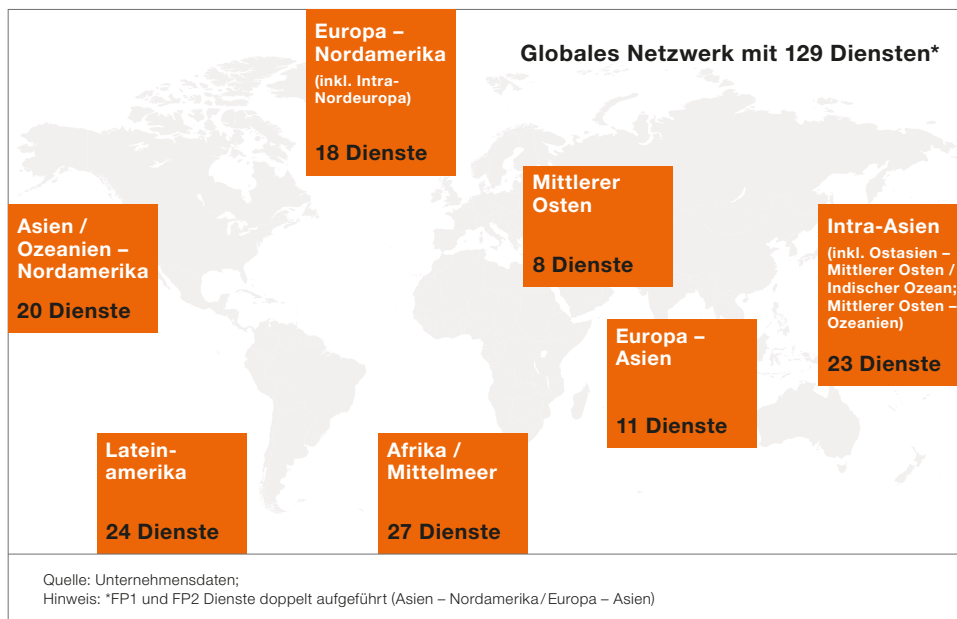 Globales Netzwerk mit 129 Diensten*
Europa –
Nordamerika
(inkl. Intra-
Nordeuropa)
18 Dienste
Mittlerer
Osten
8 Dienste
Asien /
Ozeanien –
Nordamerika
20 Dienste
Intra-Asien
(inkl. Ostasien –
Mittlerer Osten /
Indischer Ozean;
Mittlerer Osten –
Ozeanien)
23 Dienste
Europa –
Asien
11 Dienste
Latein-
amerika
24 Dienste
Afrika /
Mittelmeer
27 Dienste
Quelle: Unternehmensdaten;
Hinweis: *FP1 und FP2 Dienste doppelt aufgeführt (Asien – Nordamerika/Europa – Asien)